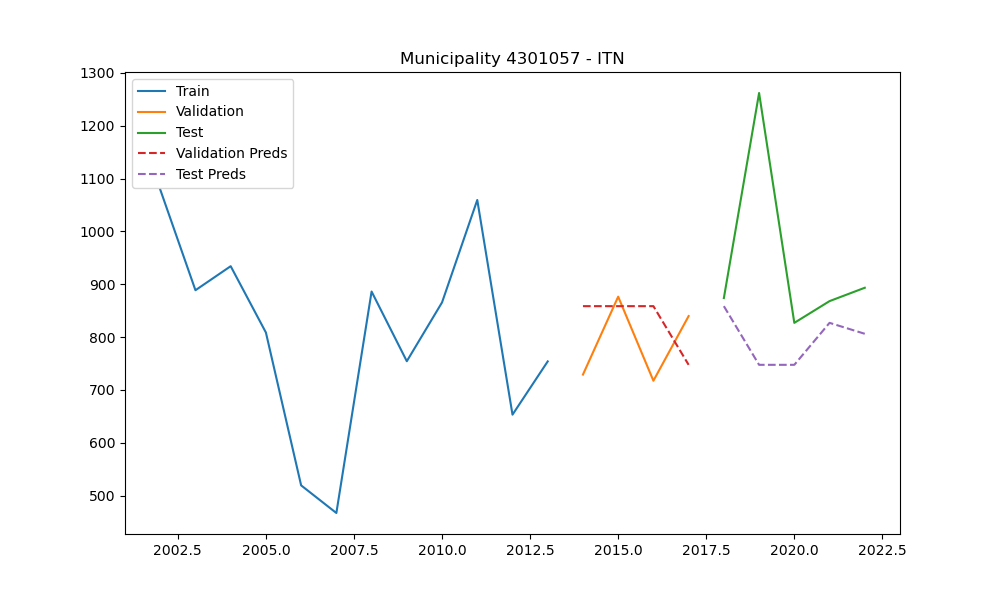 Municipality 4301057 - ITN
Train
Validation
Test
Validation Preds
Test Preds
1300
1200
1100
1000
900
800
700
600
500
2002.5 2005.0 2007.5 2010.0 2012.5 2015.0 2017.5 2020.0 2022.5